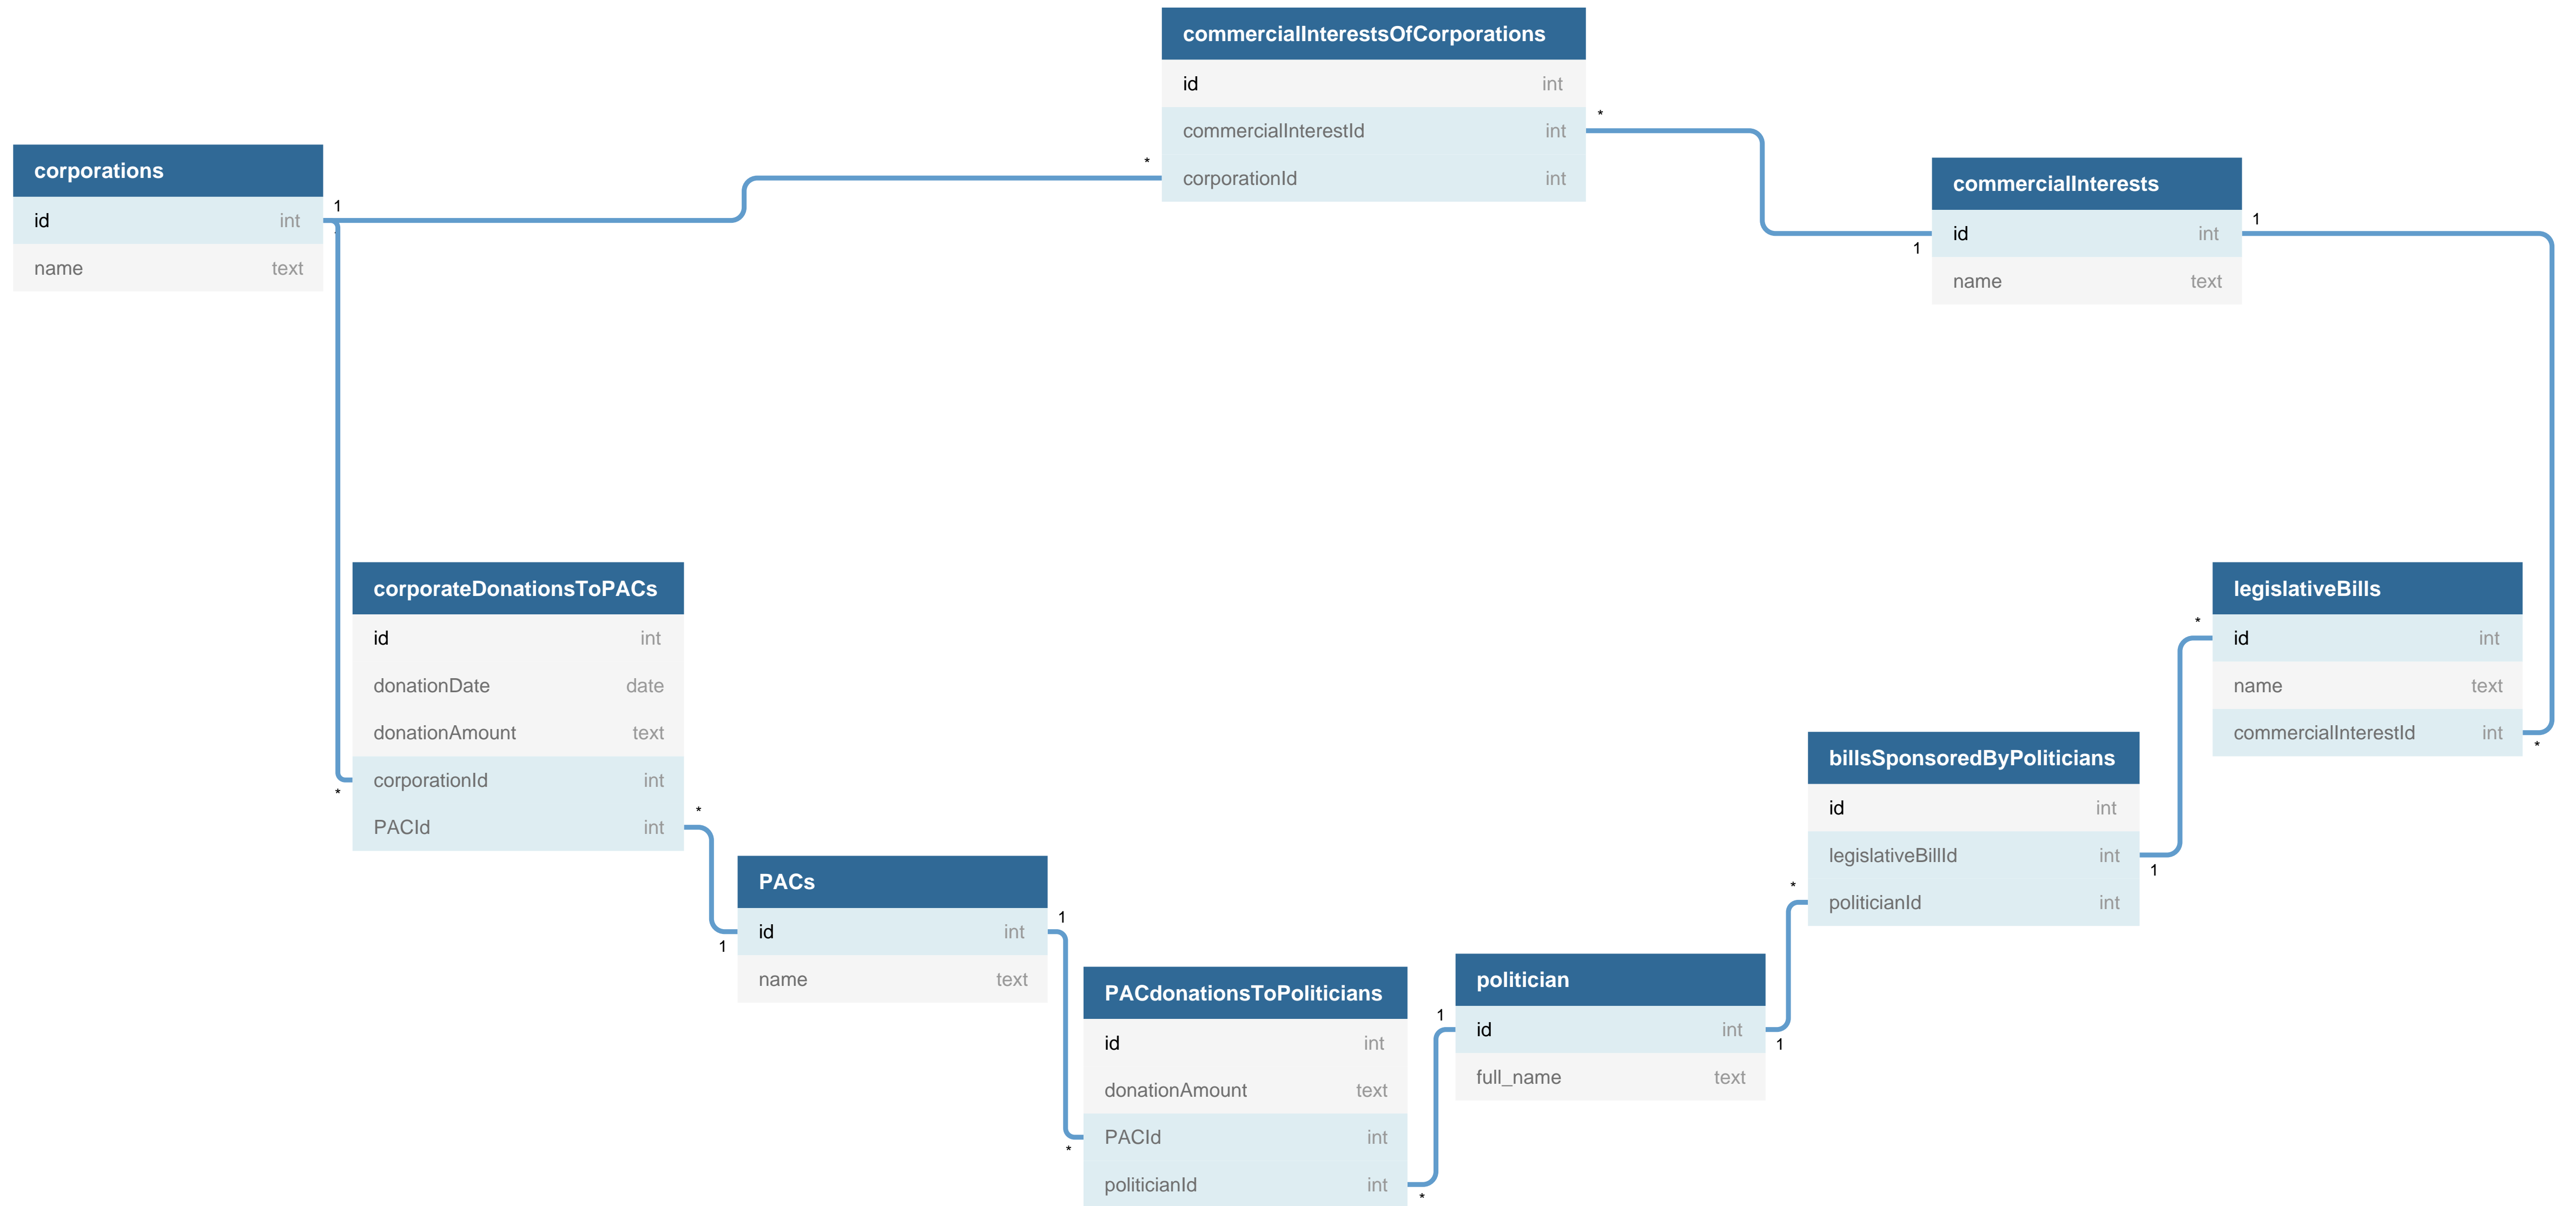 commercialInterestsOfCorporations
id int
commercialInterestId int
corporationId int
*
*
corporations
id int
name text
1
commercialInterests
id int
name text
1
1
corporateDonationsToPACs
id int
donationDate date
donationAmount text
corporationId int
PACId int
*
*
legislativeBills
id int
name text
commercialInterestId int
*
*
billsSponsoredByPoliticians
id int
legislativeBillId int
politicianId int
1
*
PACs
id int
name text
1
1
PACdonationsToPoliticians
id int
donationAmount text
PACId int
politicianId int
*
*
politician
id int
full_name text
1
1